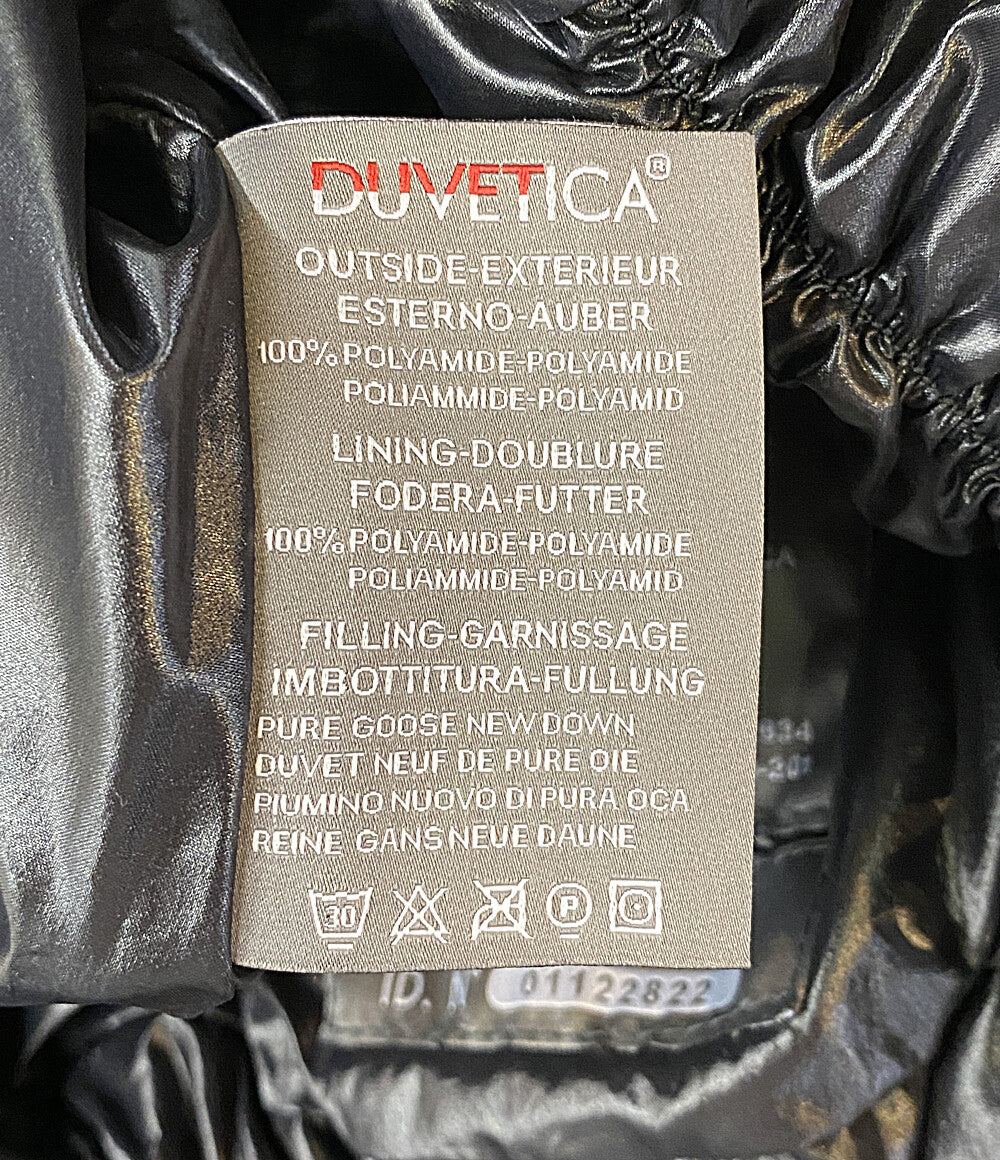 DUVETICA®
OUTSIDE-EXTERIEUR
ESTERNO-AUBER
100% POLYAMIDE-POLYAMIDE
POLIAMMIDE-POLYAMID
LINING-DOUBLURE
FODERA-FUTTER
100% POLYAMIDE-POLYAMIDE
POLIAMMIDE-POLYAMID
FILLING-GARNISSAGE
IMBOTTITURA-FULLUNG
PURE GOOSE NEW DOWN
DUVET NEUF DE PURE OIE
PIUMINO NUOVO DI PURA OCA
REINE GANS NEUE DAUNE
30 P
ID. N 01122822